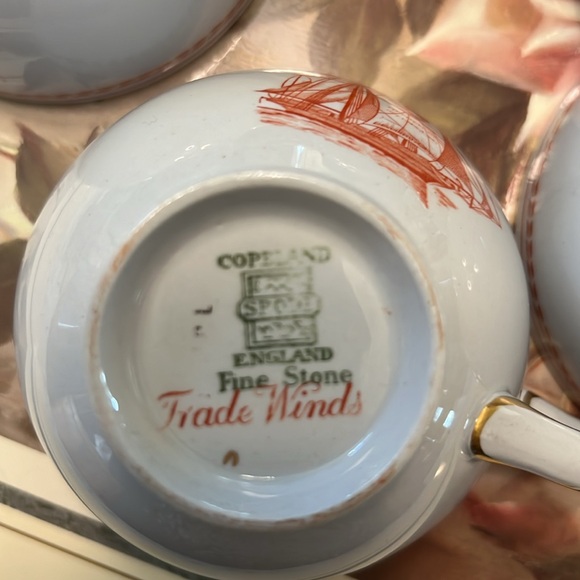 COPELAND
SPODE
ENGLAND
Fine Stone
Trade Winds